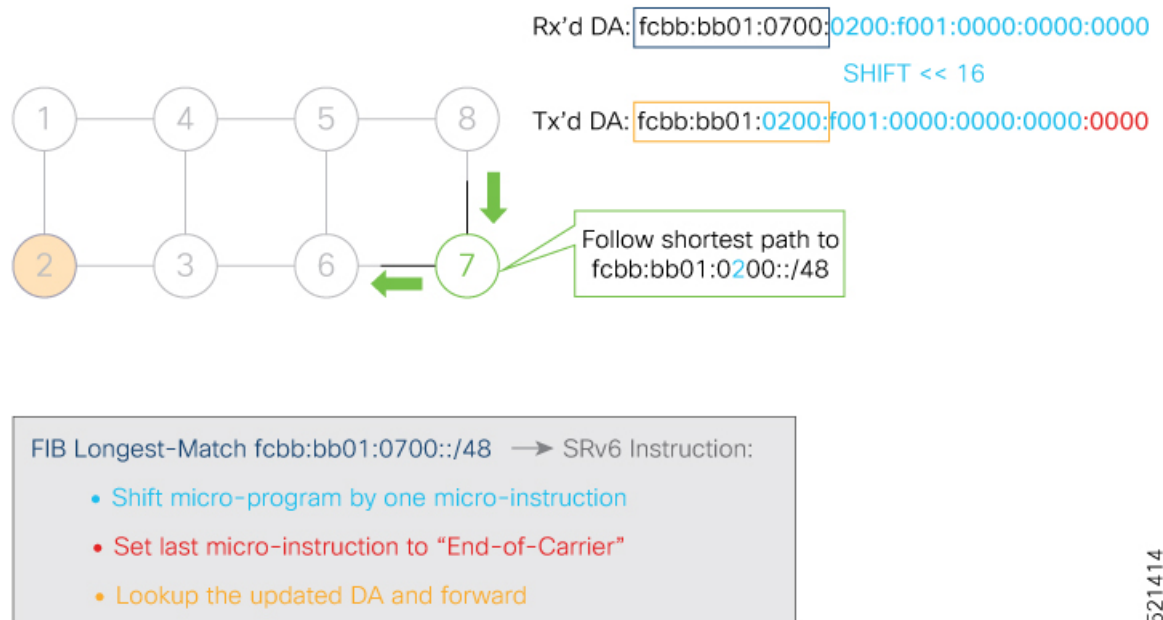 Rx'd DA: fcbb:bb01:0700:0200:f001:0000:0000:0000
SHIFT << 16
Tx'd DA: fcbb:bb01:0200:f001:0000:0000:0000:0000
1 4 5 8
2 3 6 7
Follow shortest path to
fcbb:bb01:0200::/48
FIB Longest-Match fcbb:bb01:0700::/48 → SRv6 Instruction:
• Shift micro-program by one micro-instruction
• Set last micro-instruction to “End-of-Carrier”
• Lookup the updated DA and forward
521414